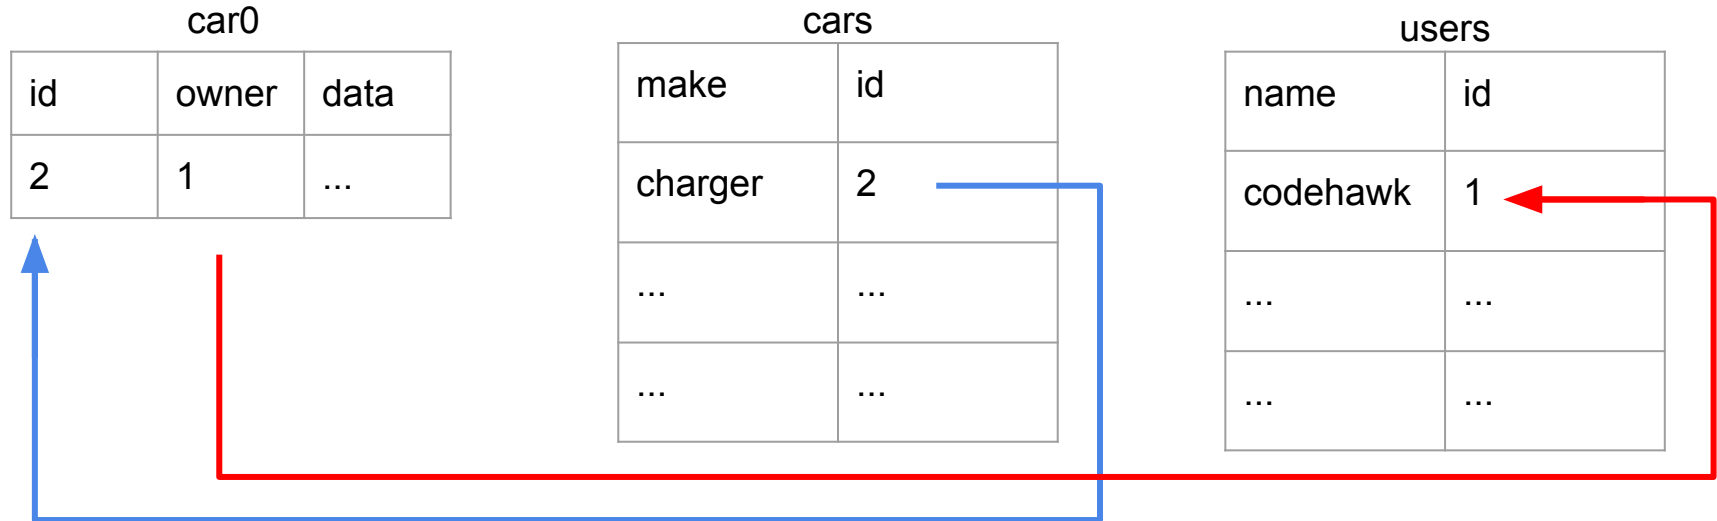 car0
id owner data
2 1 ...
cars
make id
charger 2
... ...
... ...
users
name id
codehawk 1
... ...
... ...